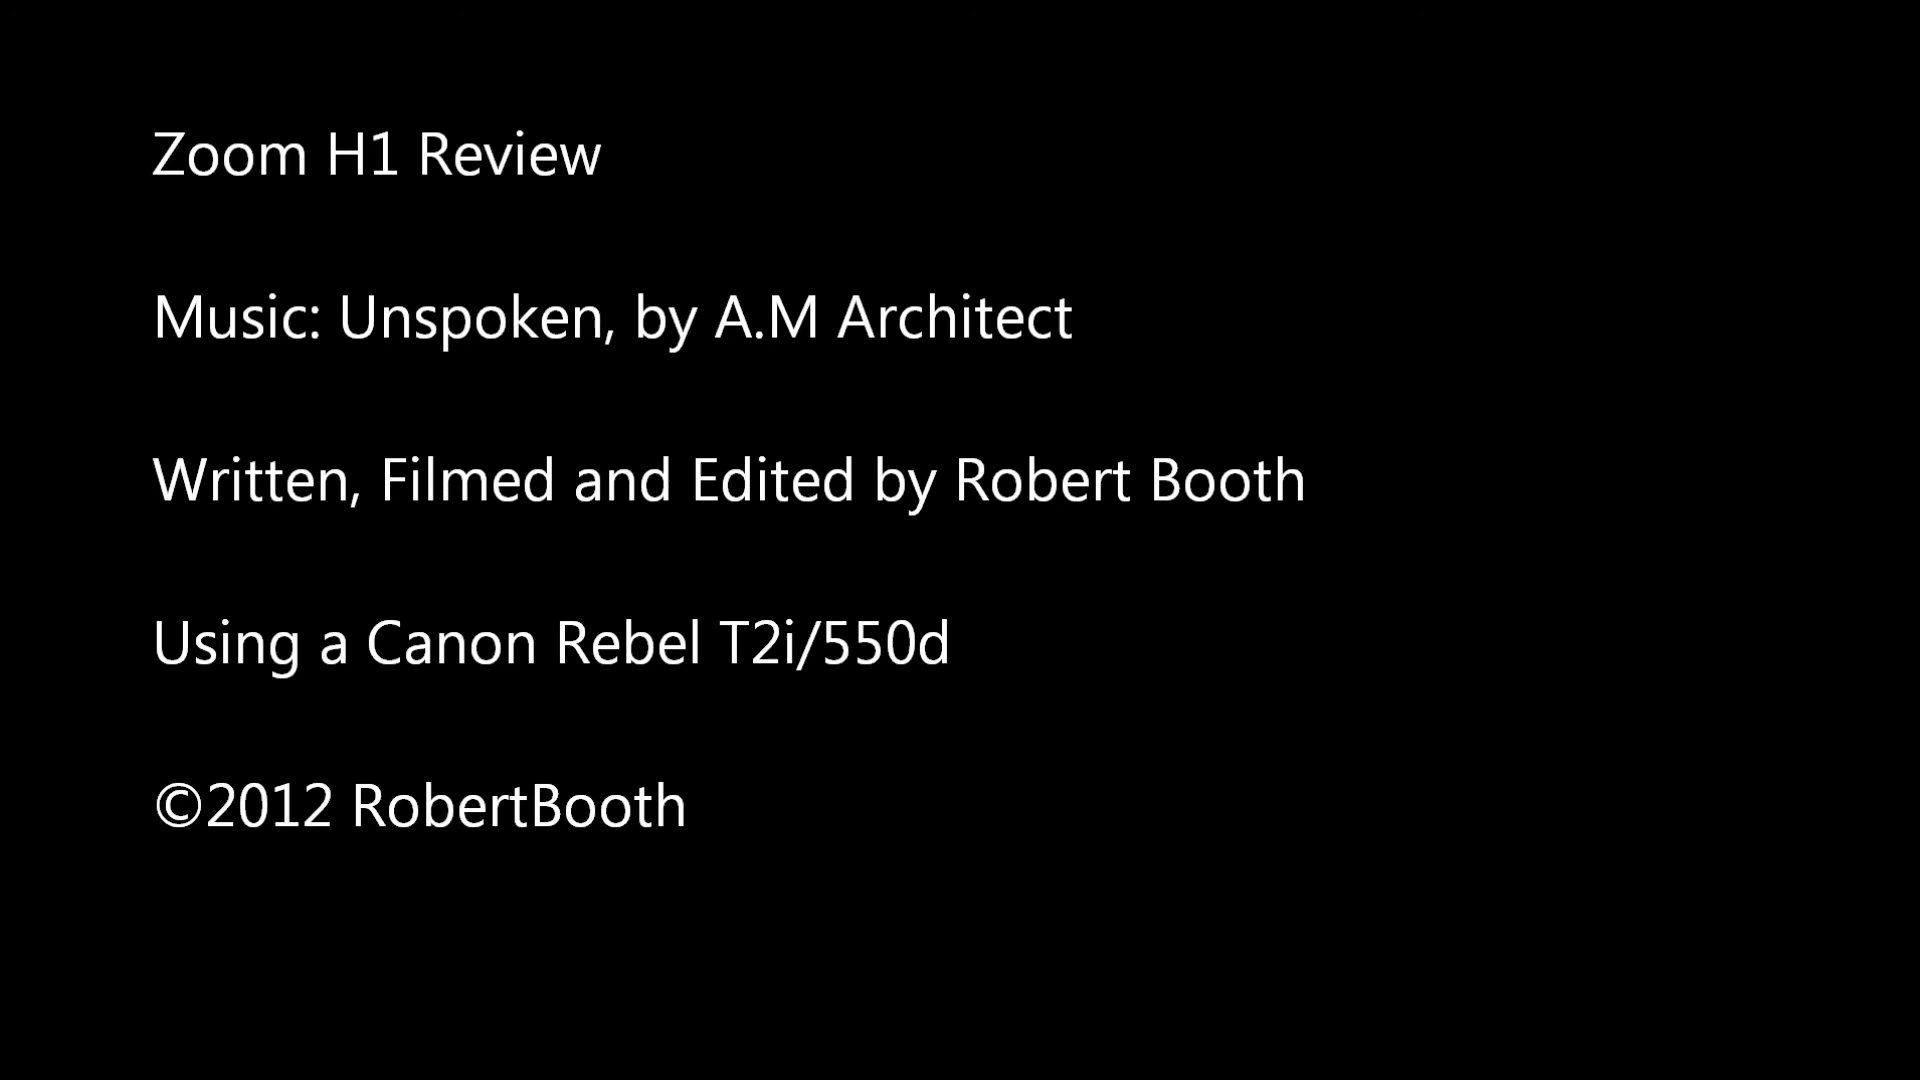 Zoom H1 Review
Music: Unspoken, by A.M Architect
Written, Filmed and Edited by Robert Booth
Using a Canon Rebel T2i/550d
©2012 RobertBooth